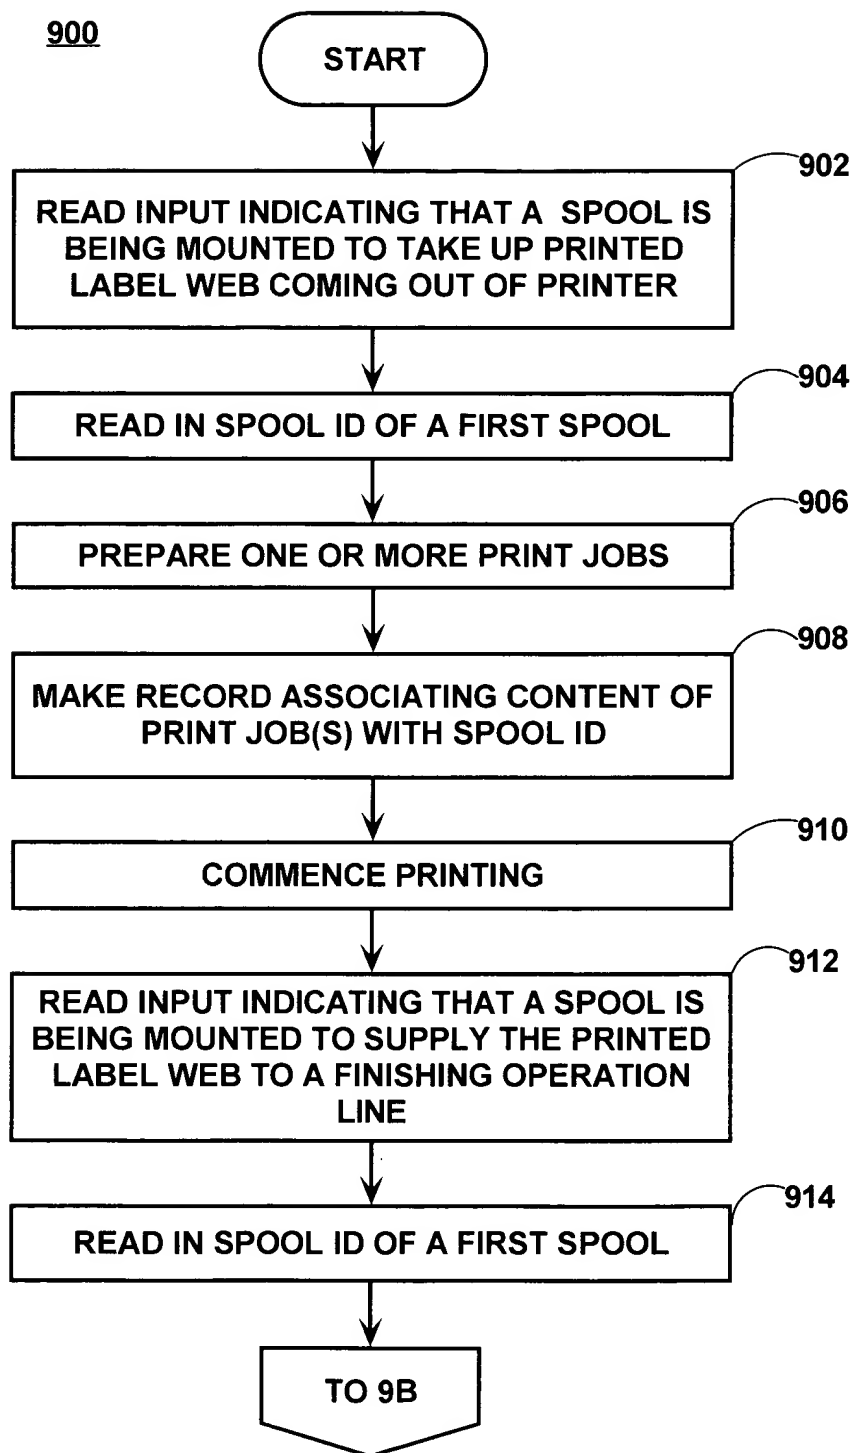 900
START
902
READ INPUT INDICATING THAT A SPOOL IS
BEING MOUNTED TO TAKE UP PRINTED
LABEL WEB COMING OUT OF PRINTER
904
READ IN SPOOL ID OF A FIRST SPOOL
906
PREPARE ONE OR MORE PRINT JOBS
908
MAKE RECORD ASSOCIATING CONTENT OF
PRINT JOB(S) WITH SPOOL ID
910
COMMENCE PRINTING
912
READ INPUT INDICATING THAT A SPOOL IS
BEING MOUNTED TO SUPPLY THE PRINTED
LABEL WEB TO A FINISHING OPERATION
LINE
914
READ IN SPOOL ID OF A FIRST SPOOL
TO 9B